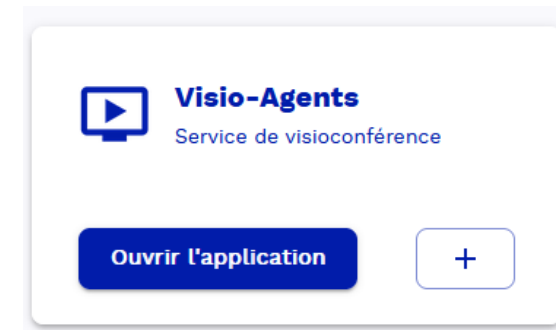 Visio-Agents
Service de visioconférence
Ouvrir l'application
+